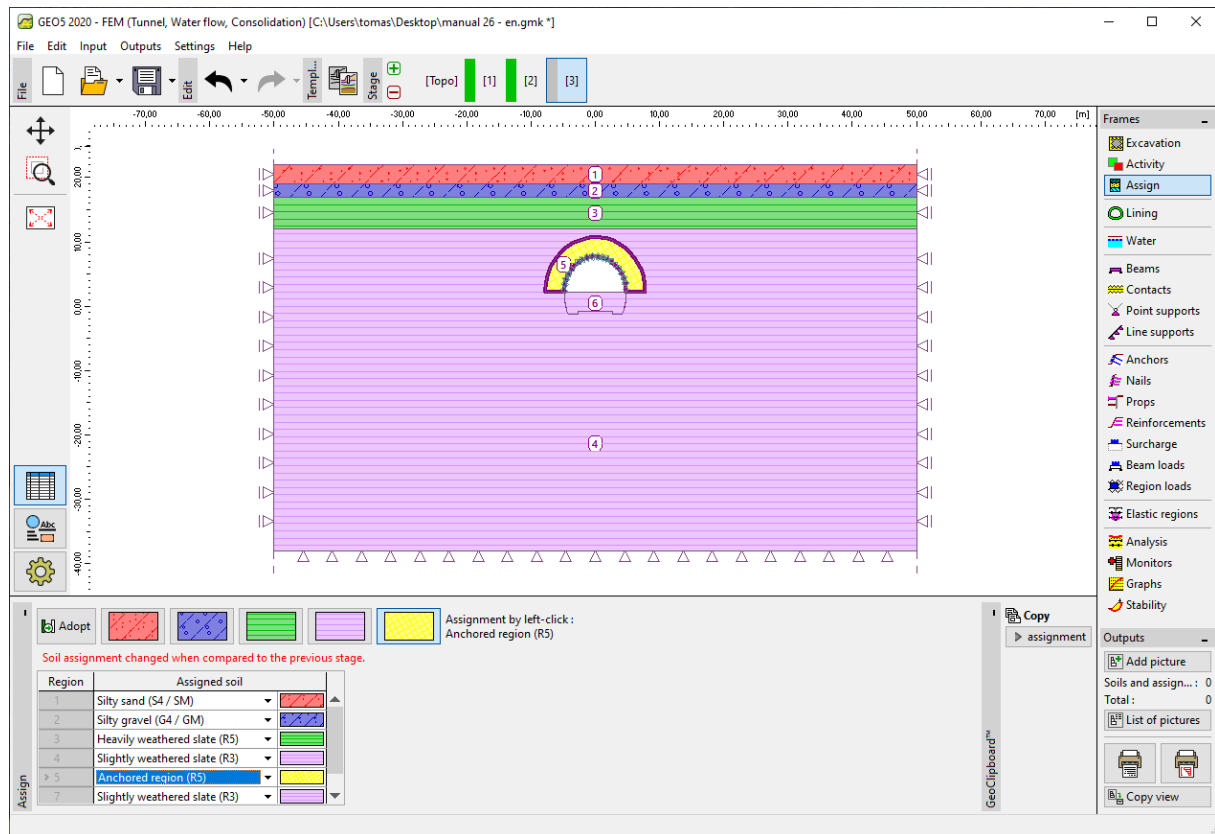 GEO5 2020 - FEM (Tunnel, Water flow, Consolidation) [C:\Users\tomas\Desktop\manual 26 - en.gmk *]
File Edit Input Outputs Settings Help
File
Edit
Templ...
Stage
[Topo] [1] [2] [3]
-70,00 -60,00 -50,00 -40,00 -30,00 -20,00 -10,00 0,00 10,00 20,00 30,00 40,00 50,00 60,00 70,00 [m]
20,00
10,00
0,00
-10,00
-20,00
-30,00
-40,00
1
2
3
5
6
4
Abc
Frames
Excavation
Activity
Assign
Lining
Water
Beams
Contacts
Point supports
Line supports
Anchors
Nails
Props
Reinforcements
Surcharge
Beam loads
Region loads
Elastic regions
Analysis
Monitors
Graphs
Stability
Outputs
Add picture
Soils and assign... : 0
Total : 0
List of pictures
Copy view
Assign
Adopt
Assignment by left-click :
Anchored region (R5)
Soil assignment changed when compared to the previous stage.
Region Assigned soil
1 Silty sand (S4 / SM)
2 Silty gravel (G4 / GM)
3 Heavily weathered slate (R5)
4 Slightly weathered slate (R3)
> 5 Anchored region (R5)
7 Slightly weathered slate (R3)
GeoClipboard™
Copy
assignment